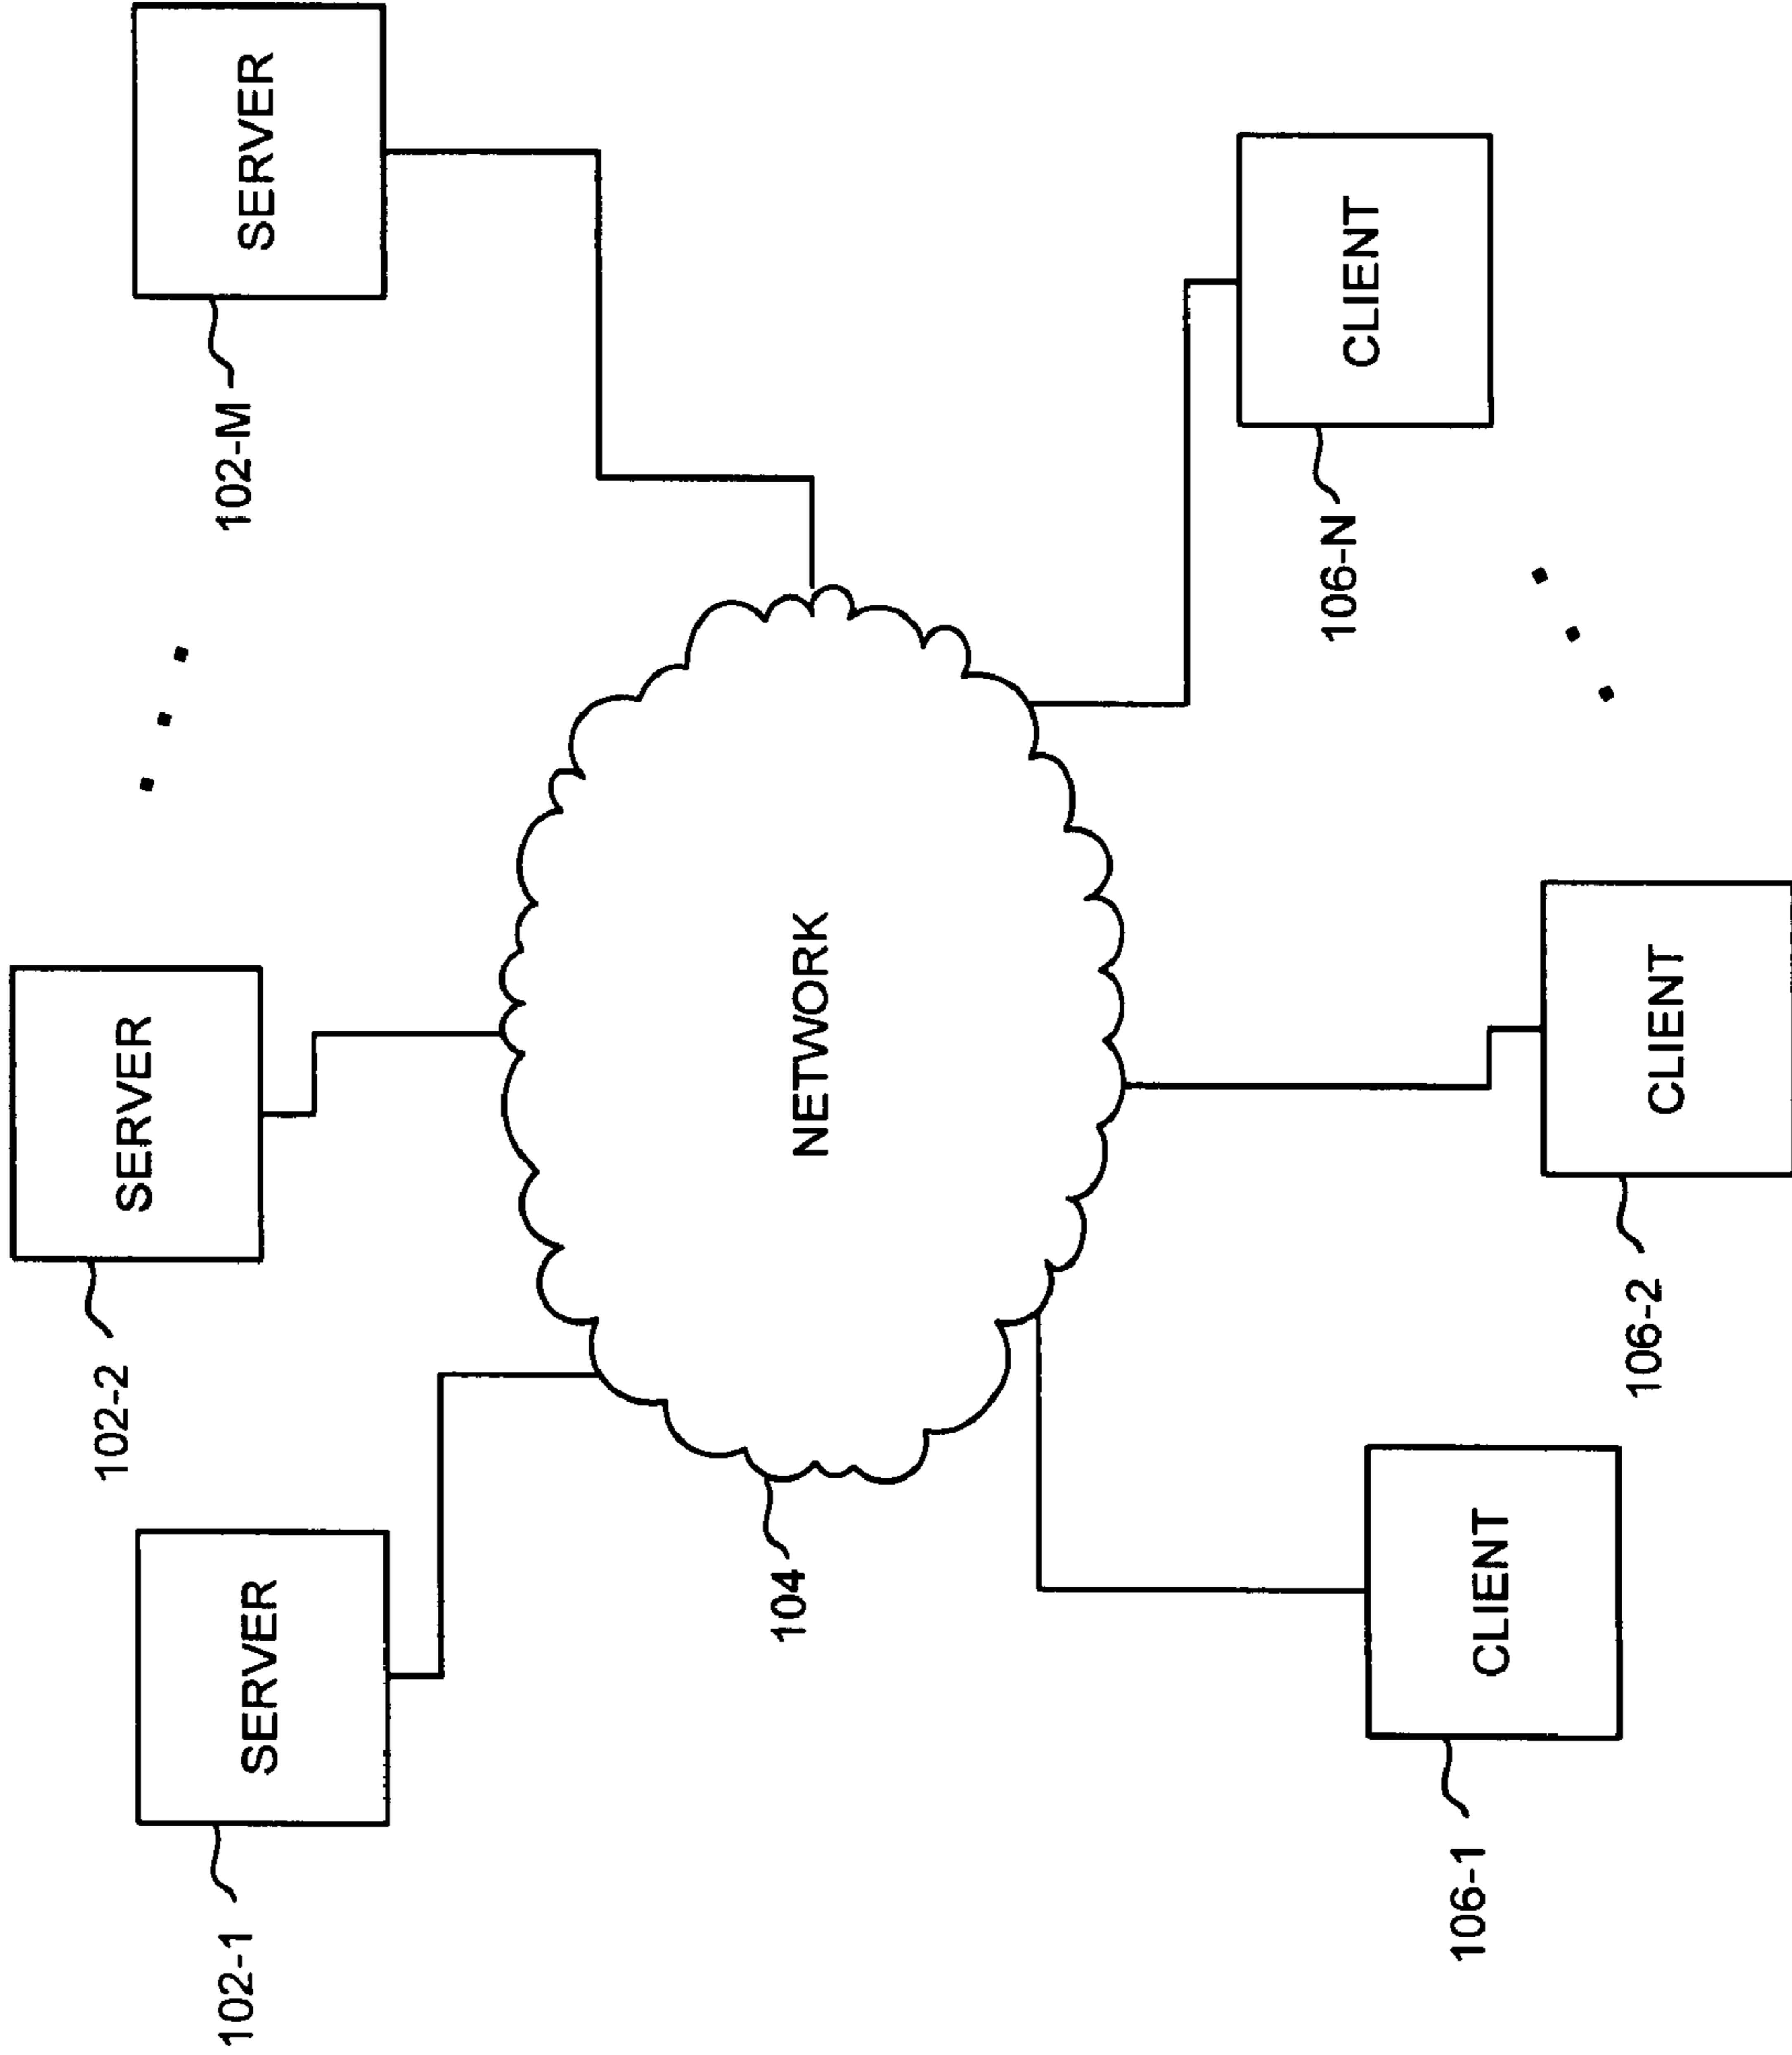 102-1
SERVER
102-2
SERVER
102-M
SERVER
104
NETWORK
106-1
CLIENT
106-2
CLIENT
106-N
CLIENT